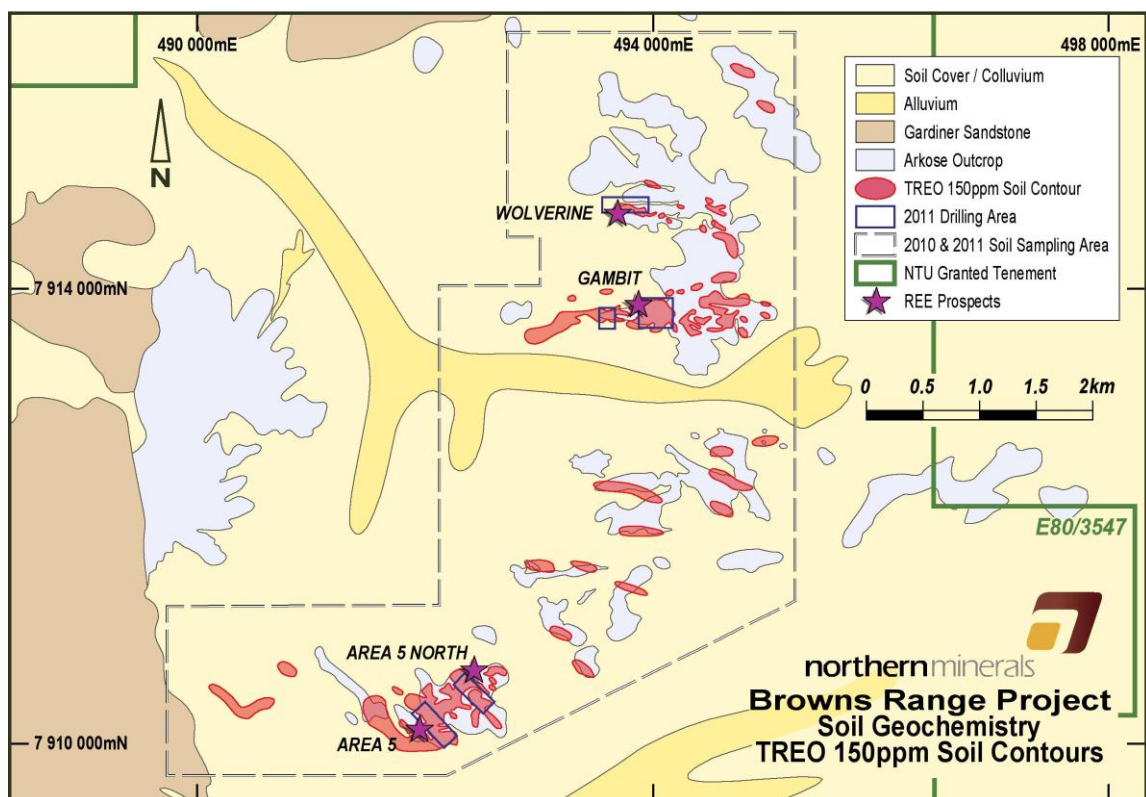 490 000mE
494 000mE
498 000mE
Soil Cover / Colluvium
Alluvium
Gardiner Sandstone
Arkose Outcrop
TREO 150ppm Soil Contour
2011 Drilling Area
2010 & 2011 Soil Sampling Area
NTU Granted Tenement
REE Prospects
N
WOLVERINE
GAMBIT
7 914 000mN
0 0.5 1.0 1.5 2km
E80/3547
AREA 5 NORTH
AREA 5
7 910 000mN
northernminerals
Browns Range Project
Soil Geochemistry
TREO 150ppm Soil Contours